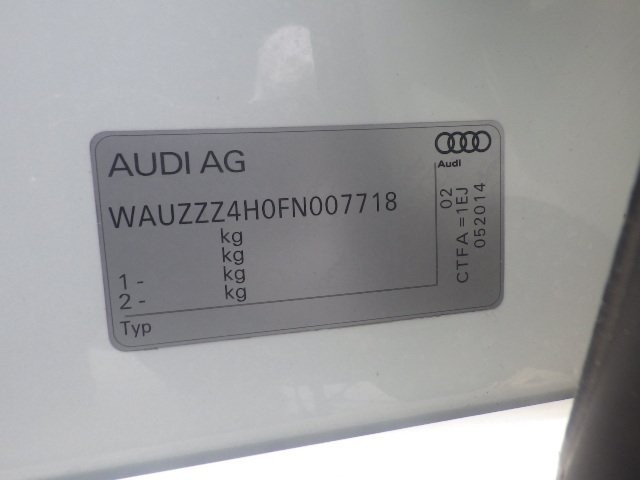 AUDI AG
Audi
WAUZZZ4H0FN007718
kg
kg
1 - kg
2 - kg
Typ
02
CTFA = 1EJ
052014